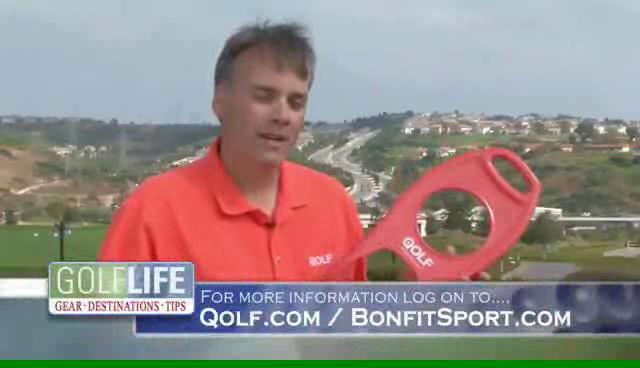 QOLF
QOLF
GOLFLIFE
GEAR·DESTINATIONS·TIPS
FOR MORE INFORMATION LOG ON TO....
QOLF.COM / BONFITSPORT.COM